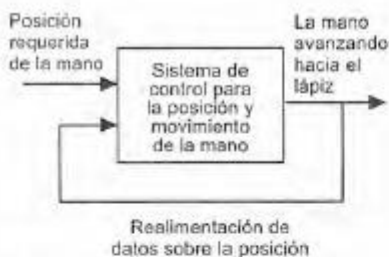 Posición
requerida
de la mano
Sistema de
control para
la posición y
movimiento
de la mano
La mano
avanzando
hacia el
lápiz
Realimentación de
datos sobre la posición